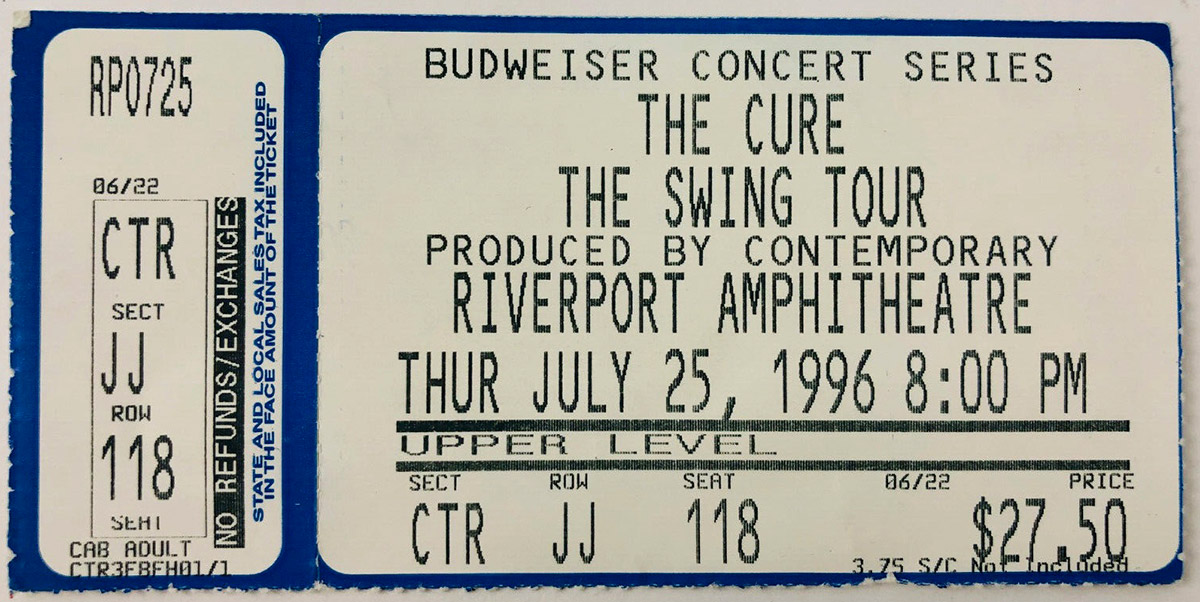 RP0725
06/22
CTR
SECT
JJ
ROW
118
SEAT
CAB ADULT
NO REFUNDS/EXCHANGES
STATE AND LOCAL SALES TAX INCLUDED
IN THE FACE AMOUNT OF THE TICKET
BUDWEISER CONCERT SERIES
THE CURE
THE SWING TOUR
PRODUCED BY CONTEMPORARY
RIVERPORT AMPHITHEATRE
THUR JULY 25, 1996 8:00 PM
UPPER LEVEL
SECT ROW SEAT 06/22 PRICE
CTR JJ 118 $27.50
3.75 S/C Not Included